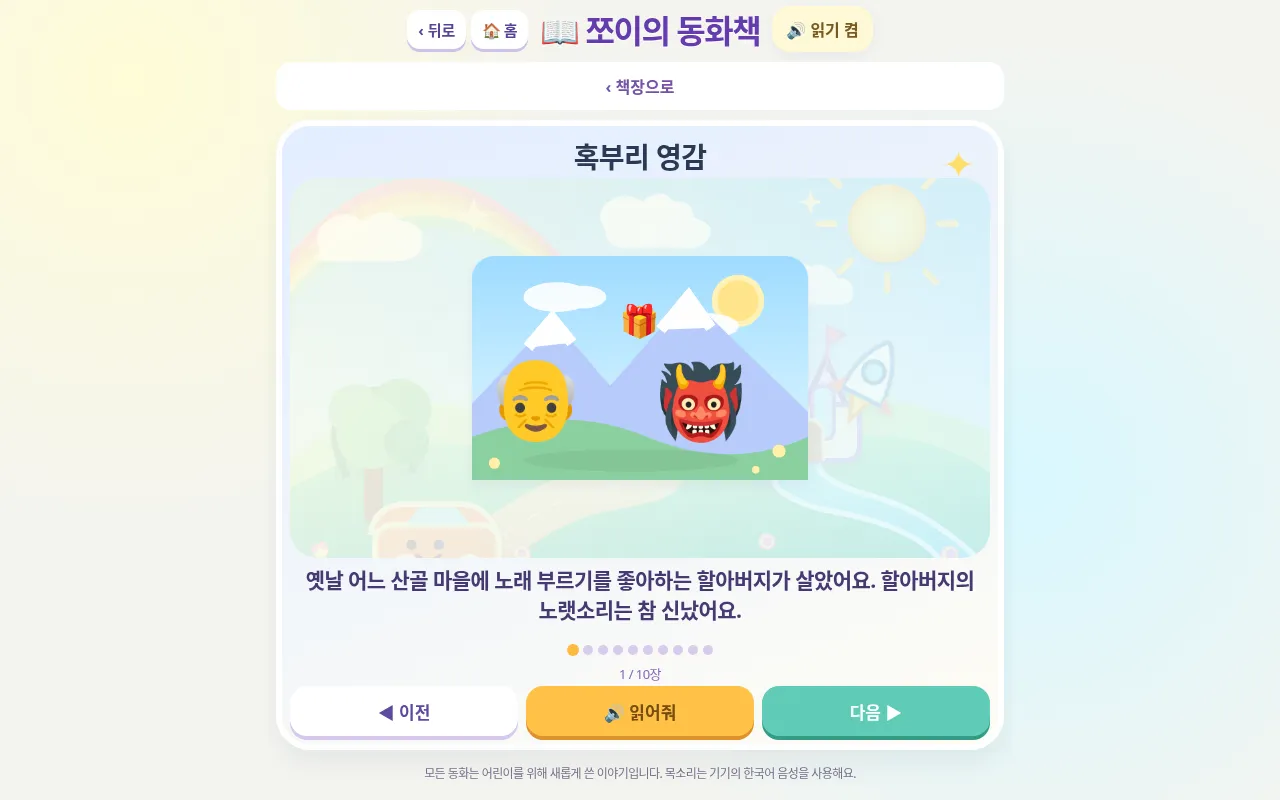 ‹ 뒤로
🏠 홈
📖 쪼이의 동화책
🔊 읽기 켬
‹ 책장으로
혹부리 영감
옛날 어느 산골 마을에 노래 부르기를 좋아하는 할아버지가 살았어요. 할아버지의
노랫소리는 참 신났어요.
1 / 10장
◀ 이전
🔊 읽어줘
다음 ▶
모든 동화는 어린이를 위해 새롭게 쓴 이야기입니다. 목소리는 기기의 한국어 음성을 사용해요.